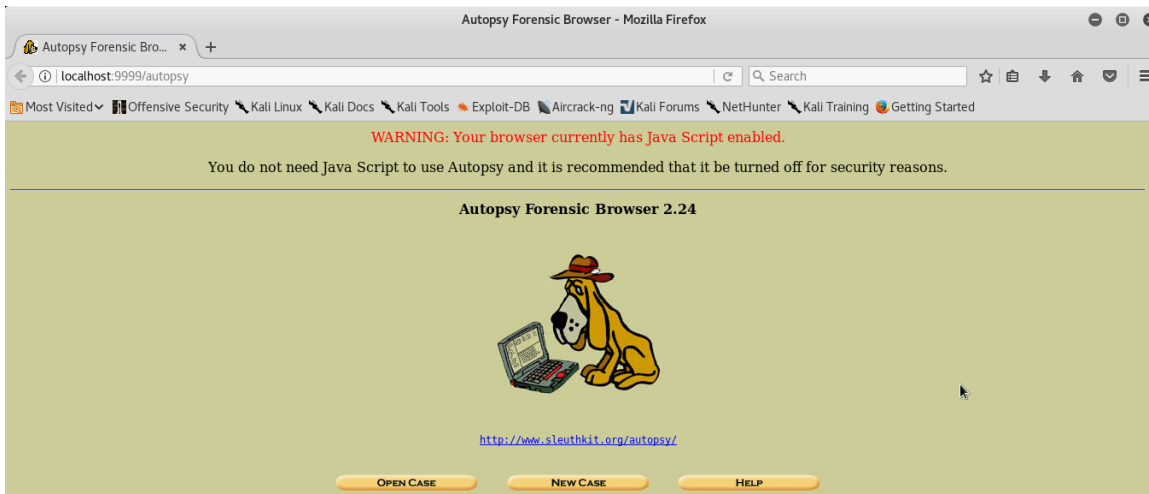 Autopsy Forensic Browser - Mozilla Firefox
Autopsy Forensic Bro...
localhost:9999/autopsy
Search
Most Visited Offensive Security Kali Linux Kali Docs Kali Tools Exploit-DB Aircrack-ng Kali Forums NetHunter Kali Training Getting Started
WARNING: Your browser currently has Java Script enabled.
You do not need Java Script to use Autopsy and it is recommended that it be turned off for security reasons.
Autopsy Forensic Browser 2.24
http://www.sleuthkit.org/autopsy/
OPEN CASE NEW CASE HELP